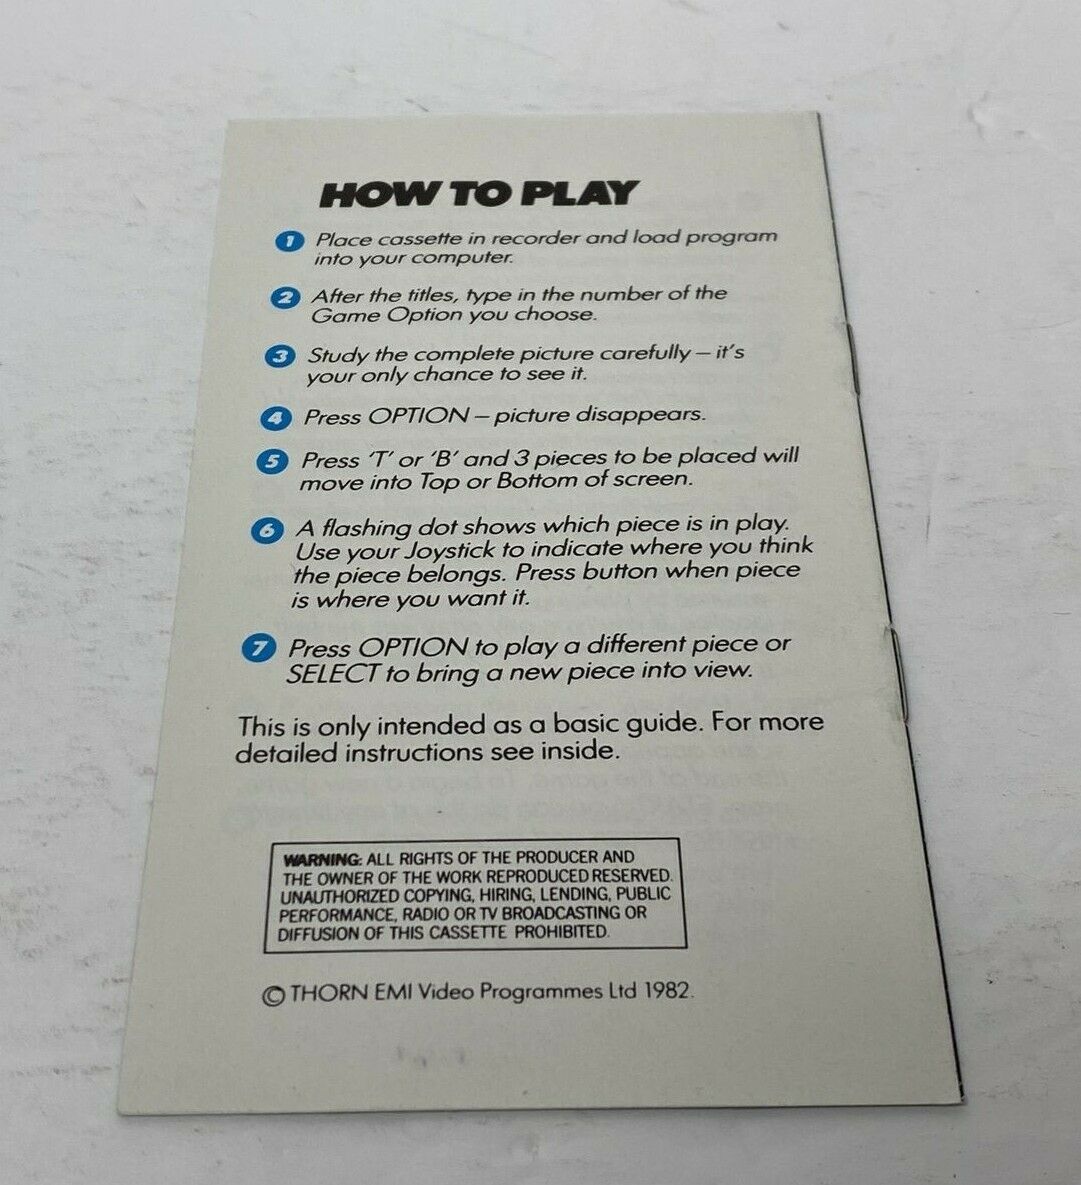 HOW TO PLAY
1 Place cassette in recorder and load program
into your computer.
2 After the titles, type in the number of the
Game Option you choose.
3 Study the complete picture carefully – it's
your only chance to see it.
4 Press OPTION – picture disappears.
5 Press 'T' or 'B' and 3 pieces to be placed will
move into Top or Bottom of screen.
6 A flashing dot shows which piece is in play.
Use your Joystick to indicate where you think
the piece belongs. Press button when piece
is where you want it.
7 Press OPTION to play a different piece or
SELECT to bring a new piece into view.
This is only intended as a basic guide. For more
detailed instructions see inside.
WARNING: ALL RIGHTS OF THE PRODUCER AND
THE OWNER OF THE WORK REPRODUCED RESERVED.
UNAUTHORIZED COPYING, HIRING, LENDING, PUBLIC
PERFORMANCE, RADIO OR TV BROADCASTING OR
DIFFUSION OF THIS CASSETTE PROHIBITED.
© THORN EMI Video Programmes Ltd 1982.